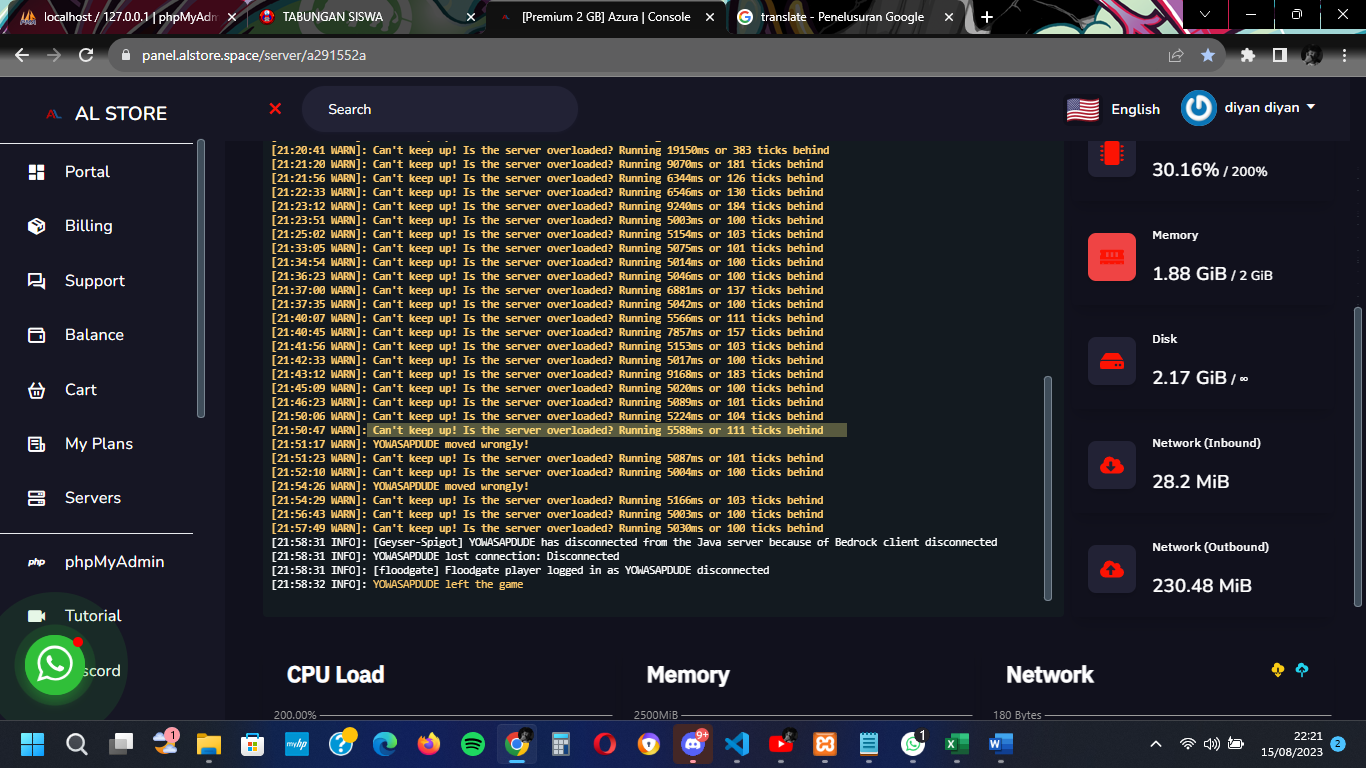 localhost / 127.0.0.1 | phpMyAdm
TABUNGAN SISWA
[Premium 2 GB] Azura | Console
translate - Penelusuran Google
panel.alstore.space/server/a291552a
AL STORE
Search
English
diyan diyan
Portal
Billing
Support
Balance
Cart
My Plans
Servers
php phpMyAdmin
Tutorial
scord
[21:20:41 WARN]: Can't keep up! Is the server overloaded? Running 19150ms or 383 ticks behind
[21:21:20 WARN]: Can't keep up! Is the server overloaded? Running 9070ms or 181 ticks behind
[21:21:56 WARN]: Can't keep up! Is the server overloaded? Running 6344ms or 126 ticks behind
[21:22:33 WARN]: Can't keep up! Is the server overloaded? Running 6546ms or 130 ticks behind
[21:23:12 WARN]: Can't keep up! Is the server overloaded? Running 9240ms or 184 ticks behind
[21:23:51 WARN]: Can't keep up! Is the server overloaded? Running 5003ms or 100 ticks behind
[21:25:02 WARN]: Can't keep up! Is the server overloaded? Running 5154ms or 103 ticks behind
[21:33:05 WARN]: Can't keep up! Is the server overloaded? Running 5075ms or 101 ticks behind
[21:34:54 WARN]: Can't keep up! Is the server overloaded? Running 5014ms or 100 ticks behind
[21:36:23 WARN]: Can't keep up! Is the server overloaded? Running 5046ms or 100 ticks behind
[21:37:00 WARN]: Can't keep up! Is the server overloaded? Running 6881ms or 137 ticks behind
[21:37:35 WARN]: Can't keep up! Is the server overloaded? Running 5042ms or 100 ticks behind
[21:40:07 WARN]: Can't keep up! Is the server overloaded? Running 5566ms or 111 ticks behind
[21:40:45 WARN]: Can't keep up! Is the server overloaded? Running 7857ms or 157 ticks behind
[21:41:56 WARN]: Can't keep up! Is the server overloaded? Running 5153ms or 103 ticks behind
[21:42:33 WARN]: Can't keep up! Is the server overloaded? Running 5017ms or 100 ticks behind
[21:43:12 WARN]: Can't keep up! Is the server overloaded? Running 9168ms or 183 ticks behind
[21:45:09 WARN]: Can't keep up! Is the server overloaded? Running 5020ms or 100 ticks behind
[21:46:23 WARN]: Can't keep up! Is the server overloaded? Running 5089ms or 101 ticks behind
[21:50:06 WARN]: Can't keep up! Is the server overloaded? Running 5224ms or 104 ticks behind
[21:50:47 WARN]: Can't keep up! Is the server overloaded? Running 5588ms or 111 ticks behind
[21:51:17 WARN]: YOWASAPDUDE moved wrongly!
[21:51:23 WARN]: Can't keep up! Is the server overloaded? Running 5087ms or 101 ticks behind
[21:52:10 WARN]: Can't keep up! Is the server overloaded? Running 5004ms or 100 ticks behind
[21:54:26 WARN]: YOWASAPDUDE moved wrongly!
[21:54:29 WARN]: Can't keep up! Is the server overloaded? Running 5166ms or 103 ticks behind
[21:56:43 WARN]: Can't keep up! Is the server overloaded? Running 5003ms or 100 ticks behind
[21:57:49 WARN]: Can't keep up! Is the server overloaded? Running 5030ms or 100 ticks behind
[21:58:31 INFO]: [Geyser-Spigot] YOWASAPDUDE has disconnected from the Java server because of Bedrock client disconnected
[21:58:31 INFO]: YOWASAPDUDE lost connection: Disconnected
[21:58:31 INFO]: [floodgate] Floodgate player logged in as YOWASAPDUDE disconnected
[21:58:32 INFO]: YOWASAPDUDE left the game
30.16% / 200%
Memory
1.88 GiB / 2 GiB
Disk
2.17 GiB / ∞
Network (Inbound)
28.2 MiB
Network (Outbound)
230.48 MiB
CPU Load
Memory
Network
200.00%
2500MiB
180 Bytes
1
myhp
9+
1
22:21
15/08/2023
2